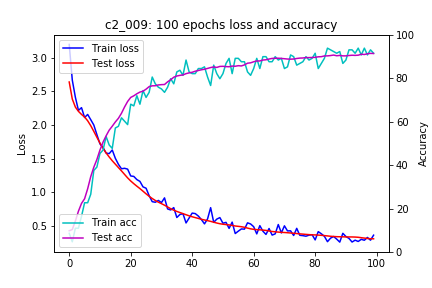 c2_009: 100 epochs loss and accuracy
Train loss
Test loss
Train acc
Test acc
3.0
2.5
2.0
1.5
1.0
0.5
Loss
100
80
60
40
20
0
Accuracy
0 20 40 60 80 100